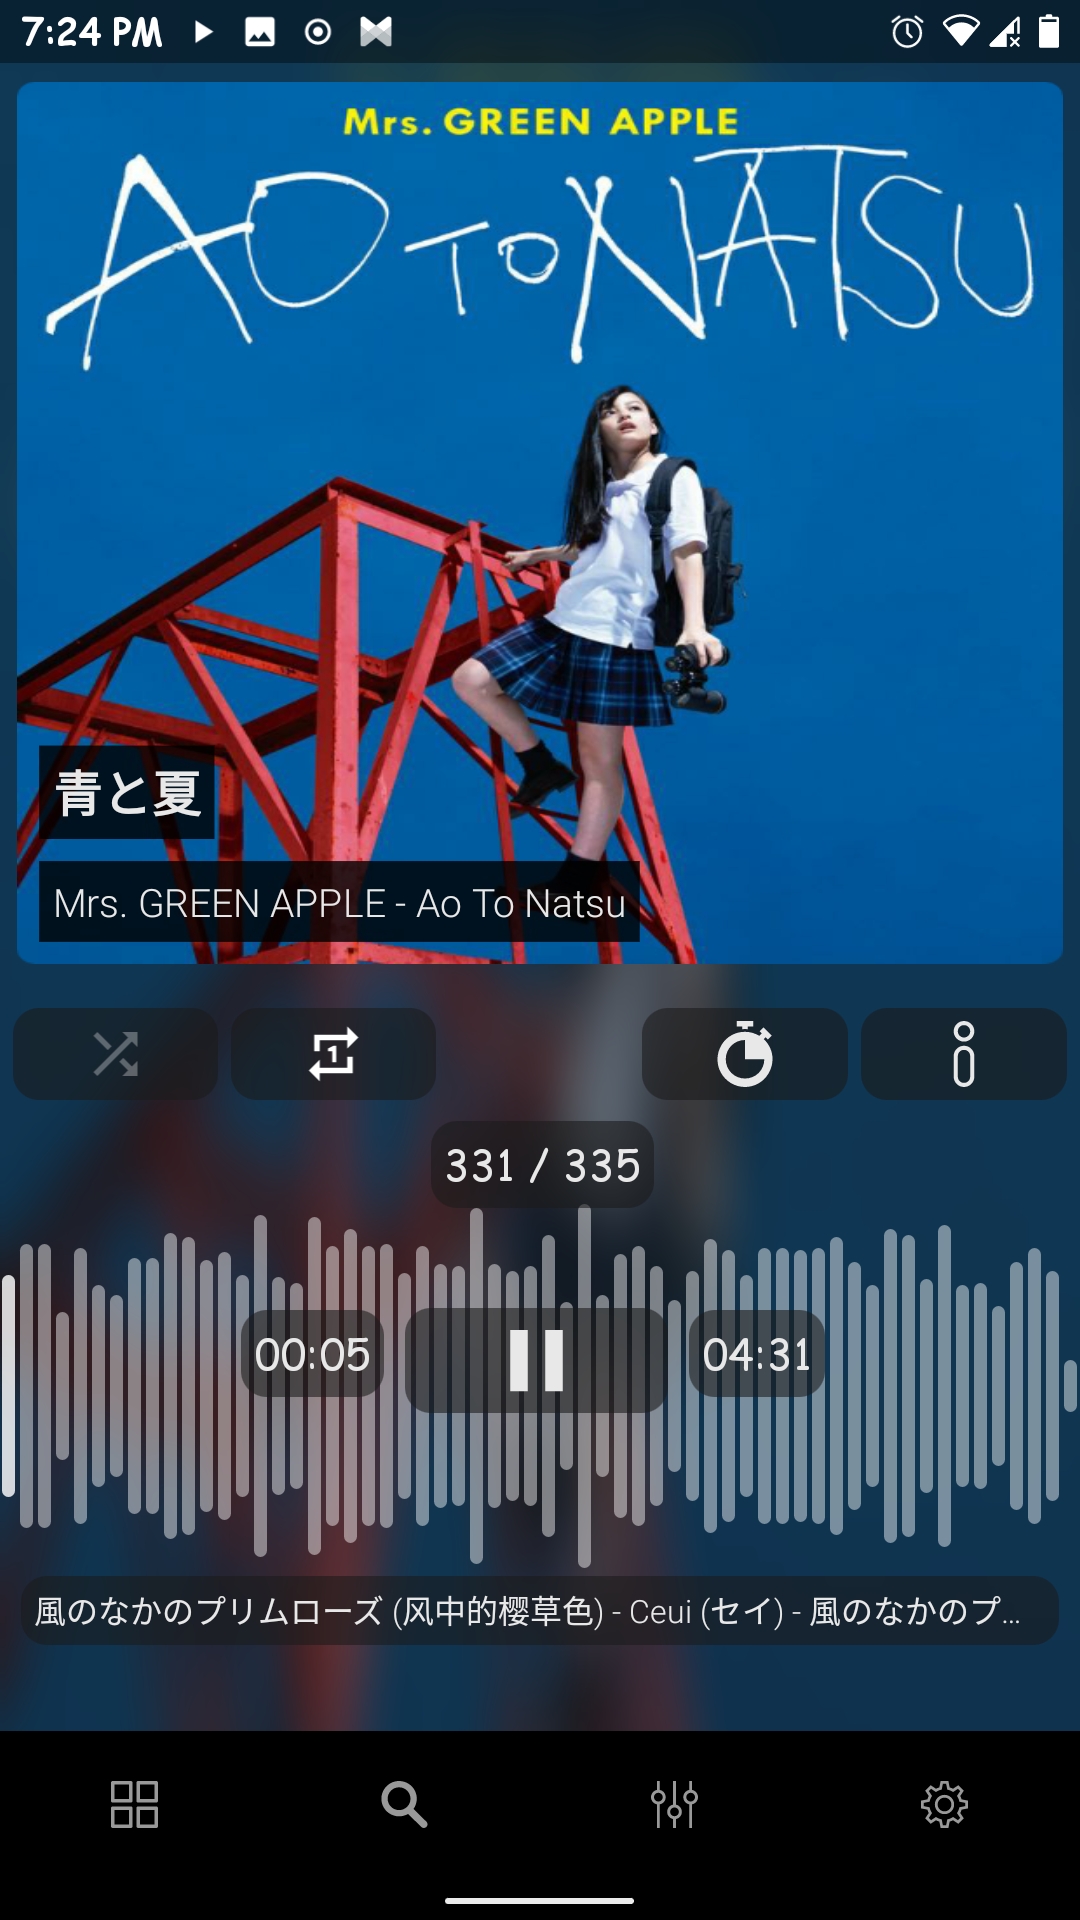 7:24 PM
Mrs. GREEN APPLE
AO TO NATSU
青と夏
Mrs. GREEN APPLE - Ao To Natsu
1
331 / 335
00:05
04:31
風のなかのプリムローズ (风中的樱草色) - Ceui (セイ) - 風のなかのプ…